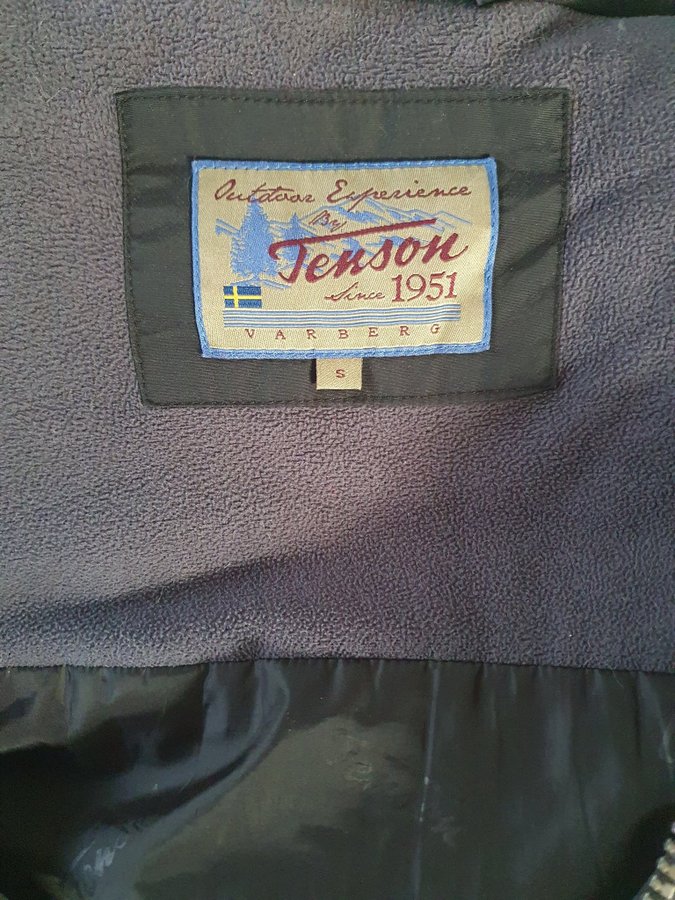 Outdoor Experience
By
Tenson
Since 1951
VARBERG
S